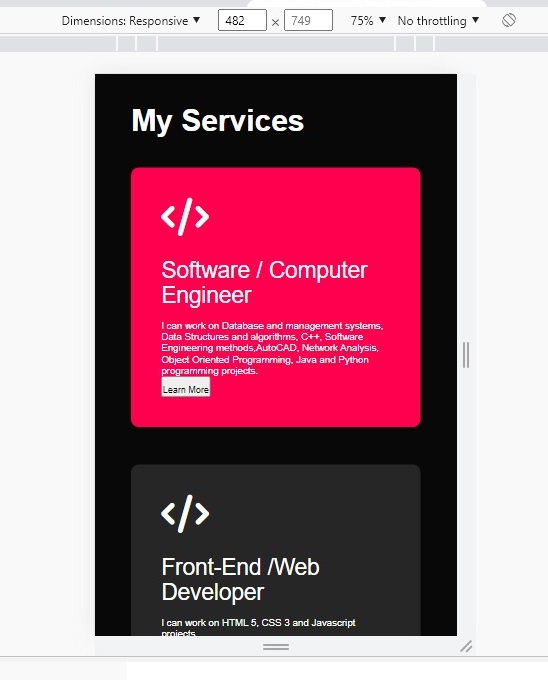 Dimensions: Responsive ▼ 482 × 749 75% ▼ No throttling ▼
My Services
</>
Software / Computer
Engineer
I can work on Database and management systems,
Data Structures and algorithms, C++, Software
Engineering methods,AutoCAD, Network Analysis,
Object Oriented Programming, Java and Python
programming projects.
Learn More
</>
Front-End /Web
Developer
I can work on HTML 5, CSS 3 and Javascript
projects